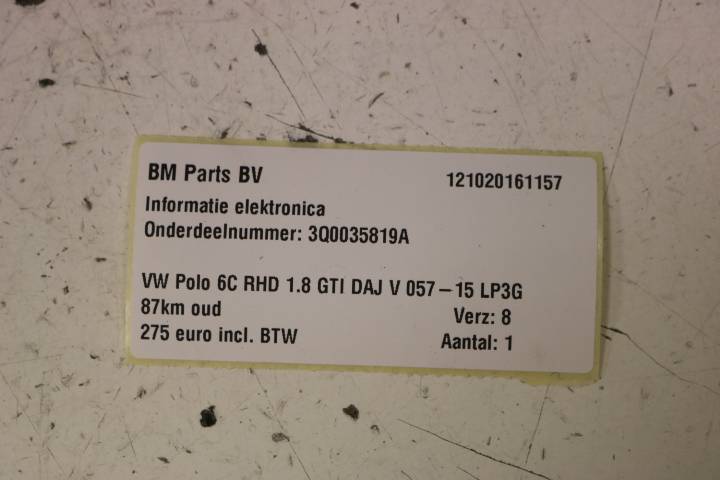 BM Parts BV 121020161157
Informatie elektronica
Onderdeelnummer: 3Q0035819A
VW Polo 6C RHD 1.8 GTI DAJ V 057-15 LP3G
87km oud Verz: 8
275 euro incl. BTW Aantal: 1